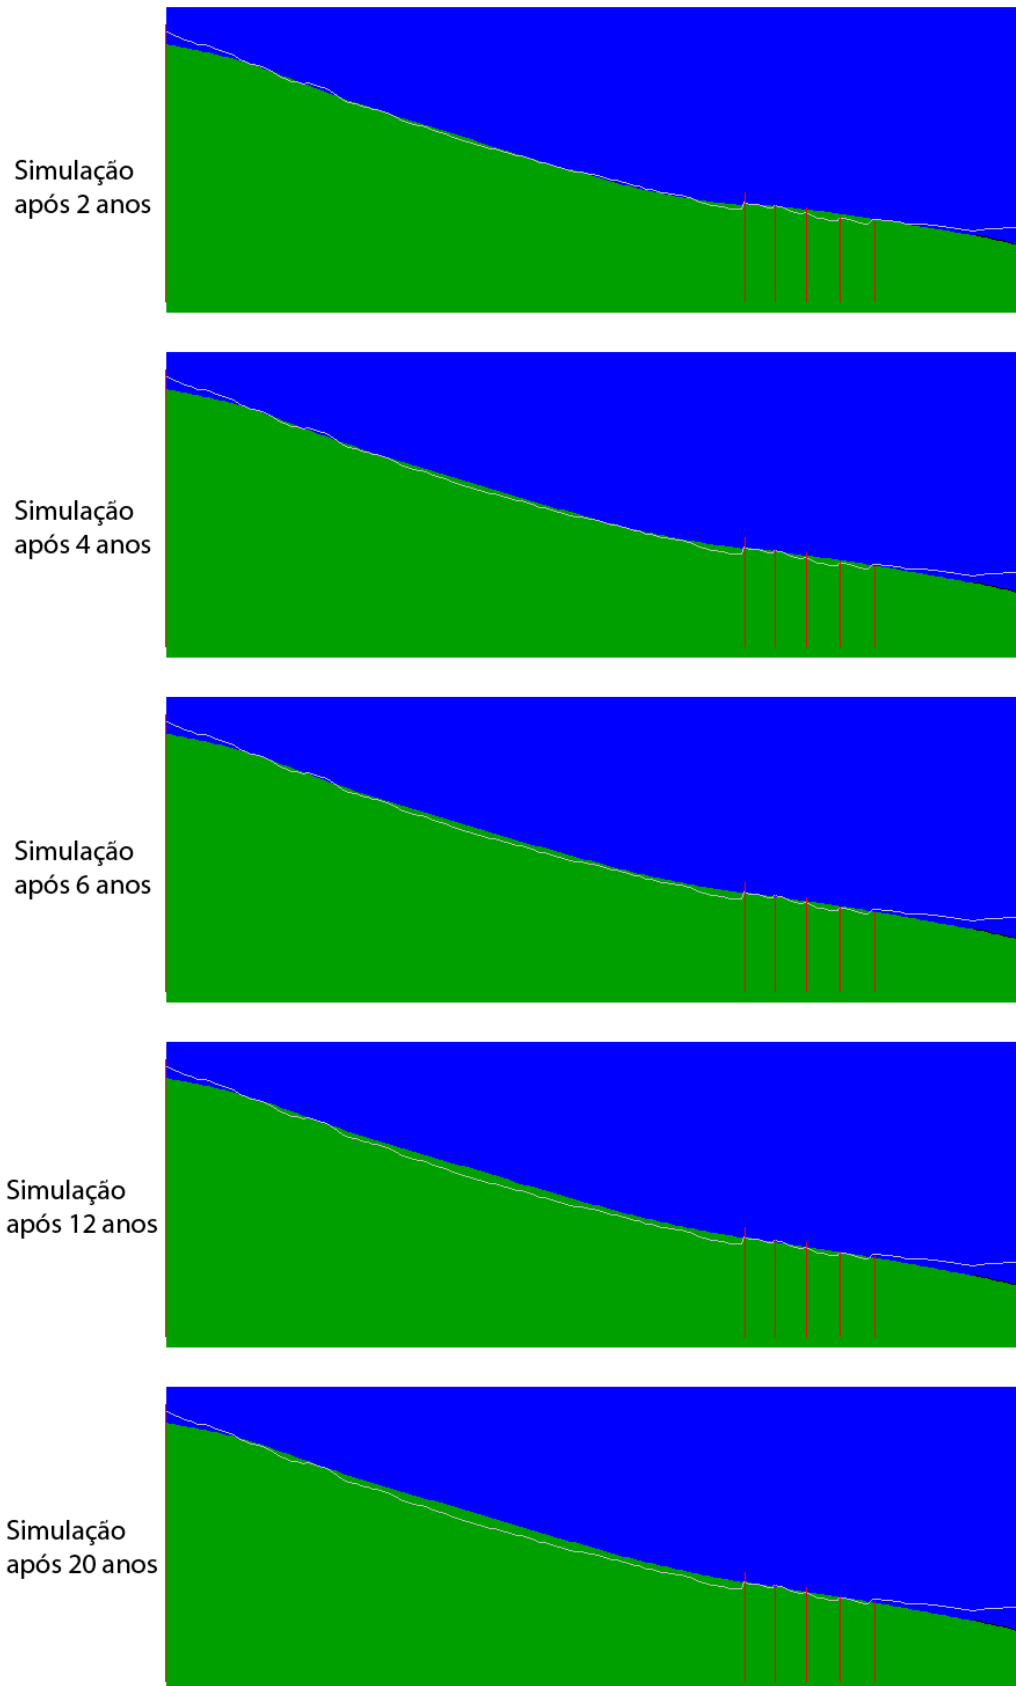 Simulação
após 2 anos
Simulação
após 4 anos
Simulação
após 6 anos
Simulação
após 12 anos
Simulação
após 20 anos